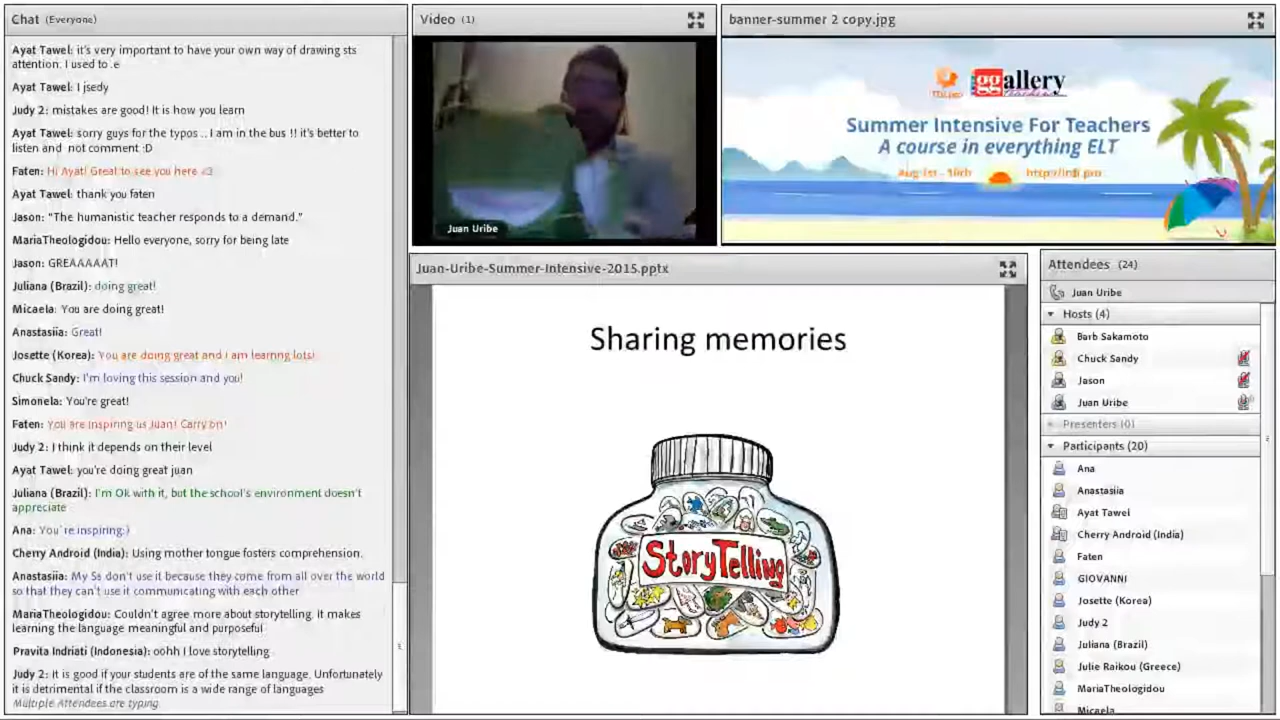 Chat (Everyone)
Ayat Tawel: it's very important to have your own way of drawing sts
attention. I used to .e
Ayat Tawel: I jsedy
Judy 2: mistakes are good! It is how you learn
Ayat Tawel: sorry guys for the typos .. I am in the bus !! it's better to
listen and not comment :D
Faten: Hi Ayat! Great to see you here <3
Ayat Tawel: thank you faten
Jason: "The humanistic teacher responds to a demand."
MariaTheologidou: Hello everyone, sorry for being late
Jason: GREAAAAAT!
Juliana (Brazil): doing great!
Micaela: You are doing great!
Anastasiia: Great!
Josette (Korea): You are doing great and I am learning lots!
Chuck Sandy: I'm loving this session and you!
Simonela: You're great!
Faten: You are inspiring us Juan! Carry on!
Judy 2: I think it depends on their level
Ayat Tawel: you're doing great juan
Juliana (Brazil): I'm Ok with it, but the school's environment doesn't
appreciate
Ana: You're inspiring:)
Cherry Android (India): Using mother tongue fosters comprehension.
Anastasiia: My Ss don't use it because they come from all over the world
that they can't use it communicating with each other
MariaTheologidou: Couldn't agree more about storytelling. it makes
learning the language meaningful and purposeful
Pravita Indriati (Indonesia): oohh I love storytelling
Judy 2: It is good if your students are of the same language. Unfortunately
it is detrimental if the classroom is a wide range of languages
Multiple Attendees are typing.
Video (1)
Juan Uribe
banner-summer 2 copy.jpg
ggallery
teachers
Summer Intensive For Teachers
A course in everything ELT
Juan-Uribe-Summer-Intensive-2015.pptx
Sharing memories
StoryTelling
Attendees (24)
Juan Uribe
Hosts (4)
Barb Sakamoto
Chuck Sandy
Jason
Juan Uribe
Presenters (0)
Participants (20)
Ana
Anastasiia
Ayat Tawel
Cherry Android (India)
Faten
GIOVANNI
Josette (Korea)
Judy 2
Juliana (Brazil)
Julie Raikou (Greece)
MariaTheologidou
Micaela